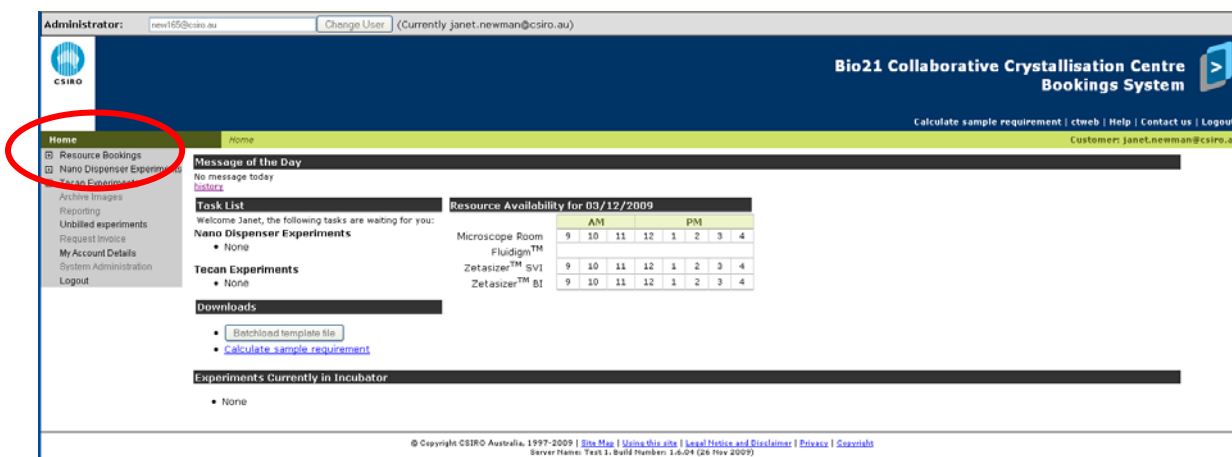 Administrator: new165@csiro.au Change User (Currently janet.newman@csiro.au)
CSIRO
Bio21 Collaborative Crystallisation Centre
Bookings System
Calculate sample requirement | ctweb | Help | Contact us | Logout
Home Home Customer: janet.newman@csiro.a
Resource Bookings
Nano Dispenser Experiments
Tecan Experiments
Archive Images
Reporting
Unbilled experiments
Request Invoice
My Account Details
System Administration
Logout
Message of the Day
No message today
history
Task List
Welcome Janet, the following tasks are waiting for you:
Nano Dispenser Experiments
• None
Tecan Experiments
• None
Downloads
• Batchload template file
• Calculate sample requirement
Resource Availability for 03/12/2009
AM PM
Microscope Room 9 10 11 12 1 2 3 4
Fluidigm™
Zetasizer™ SVI 9 10 11 12 1 2 3 4
Zetasizer™ BI 9 10 11 12 1 2 3 4
Experiments Currently in Incubator
• None
© Copyright CSIRO Australia, 1997-2009 | Site Map | Using this site | Legal Notice and Disclaimer | Privacy | Copyright
Server Name: Test 1. Build Number: 1.6.04 (26 Nov 2009)